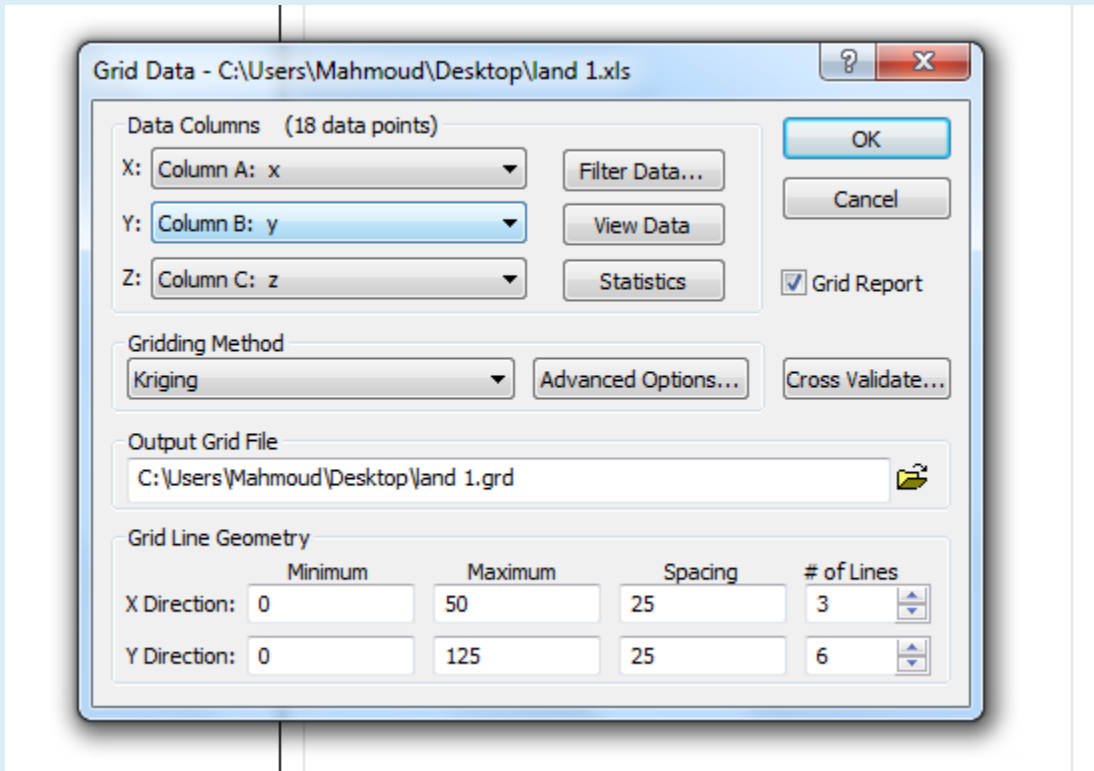 Grid Data - C:\Users\Mahmoud\Desktop\land 1.xls
Data Columns (18 data points)
OK
X: Column A: x
Filter Data...
Cancel
Y: Column B: y
View Data
Z: Column C: z
Statistics
Grid Report
Gridding Method
Kriging
Advanced Options...
Cross Validate...
Output Grid File
C:\Users\Mahmoud\Desktop\land 1.grd
Grid Line Geometry
Minimum Maximum Spacing # of Lines
X Direction: 0 50 25 3
Y Direction: 0 125 25 6